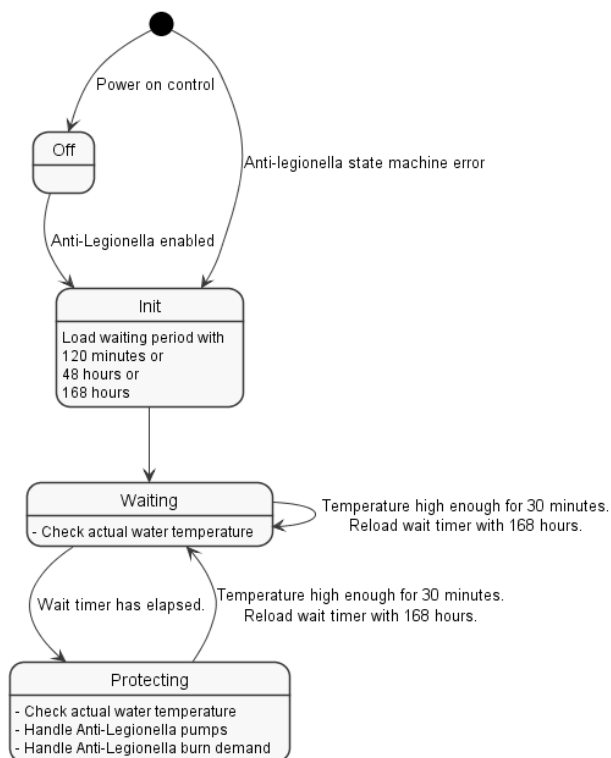 Power on control
Off
Anti-legionella state machine error
Anti-Legionella enabled
Init
Load waiting period with
120 minutes or
48 hours or
168 hours
Waiting
- Check actual water temperature
Temperature high enough for 30 minutes.
Reload wait timer with 168 hours.
Wait timer has elapsed.
Temperature high enough for 30 minutes.
Reload wait timer with 168 hours.
Protecting
- Check actual water temperature
- Handle Anti-Legionella pumps
- Handle Anti-Legionella burn demand